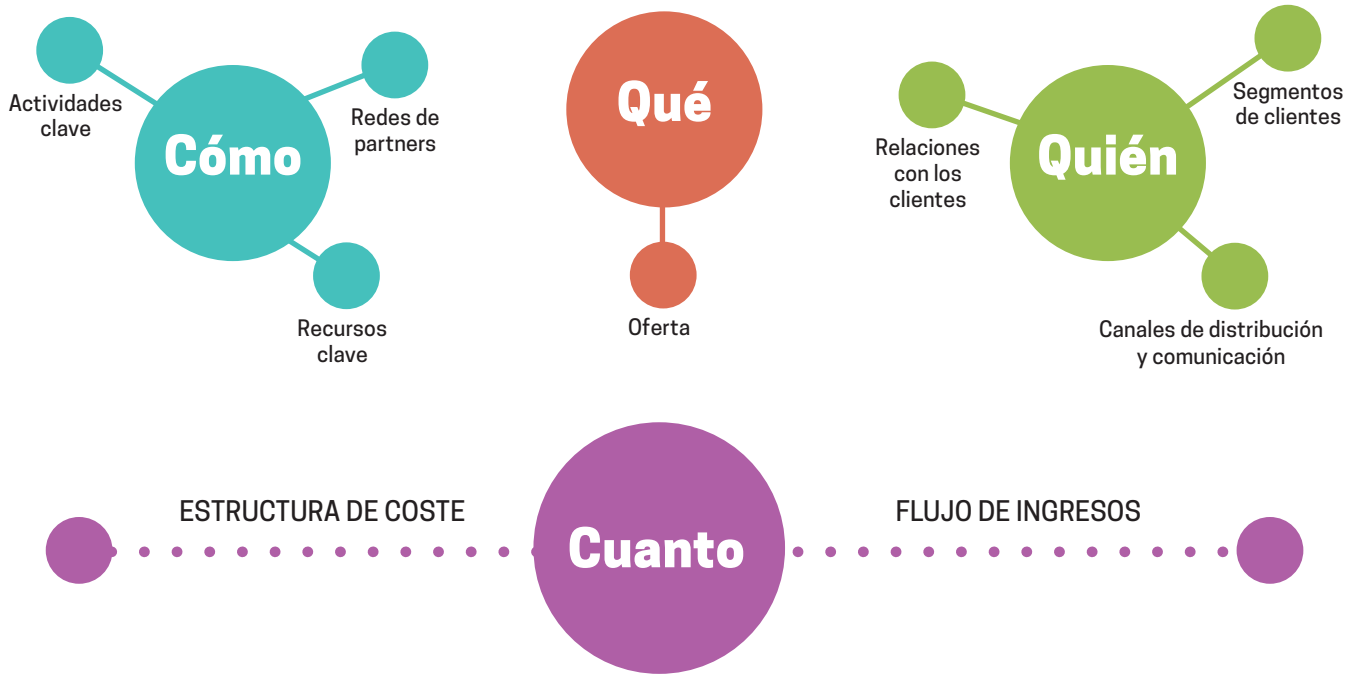 Actividades
clave
Cómo
Redes de
partners
Recursos
clave
Qué
Oferta
Relaciones
con los
clientes
Quién
Segmentos
de clientes
Canales de distribución
y comunicación
ESTRUCTURA DE COSTE
Cuanto
FLUJO DE INGRESOS